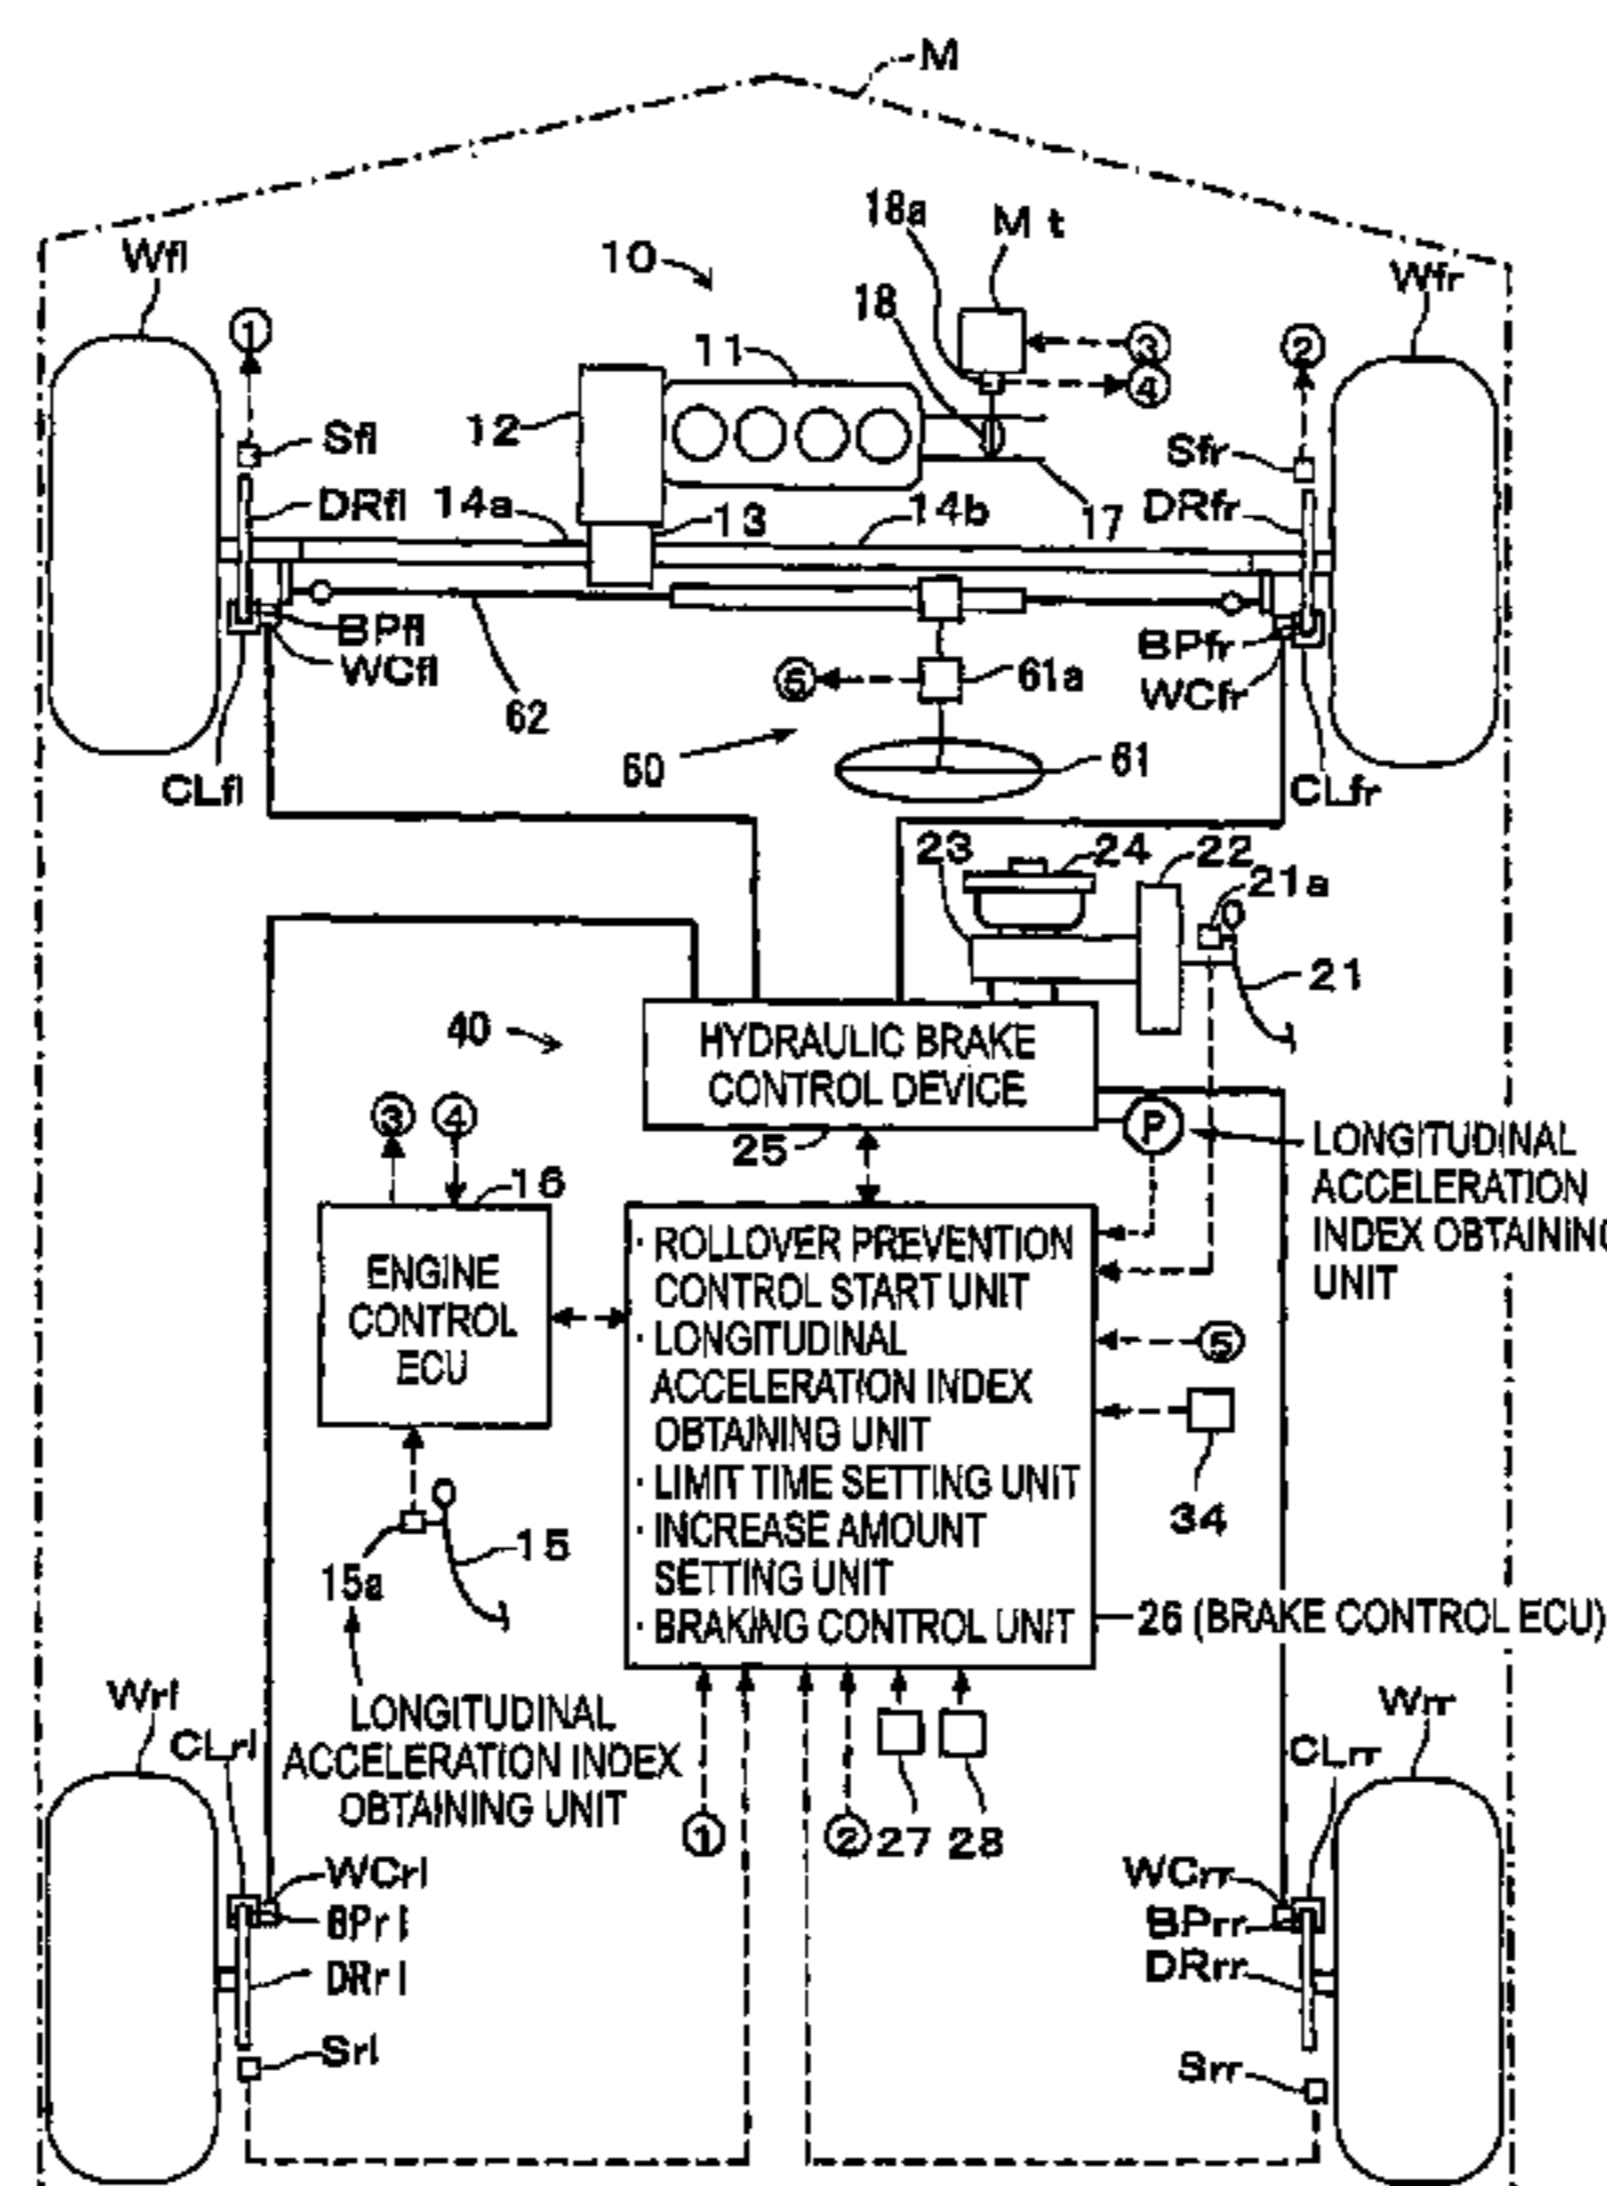 M
Wfl
10
18a
M t
Wfr
1
18
11
3
2
4
12
Sfl
Sfr
DRfl
14a
13
14b
17
DRfr
BPfl
WCfl
62
5
61a
BPfr
WCfr
60
61
CLfl
CLfr
23
24
22
21a
21
40
HYDRAULIC BRAKE
CONTROL DEVICE
25
P
LONGITUDINAL
ACCELERATION
INDEX OBTAINING
UNIT
3
4
16
ENGINE
CONTROL
ECU
· ROLLOVER PREVENTION
CONTROL START UNIT
· LONGITUDINAL
ACCELERATION INDEX
OBTAINING UNIT
· LIMIT TIME SETTING UNIT
· INCREASE AMOUNT
SETTING UNIT
· BRAKING CONTROL UNIT
5
34
15
15a
26 (BRAKE CONTROL ECU)
LONGITUDINAL
ACCELERATION INDEX
OBTAINING UNIT
Wrl
CLrl
Wrr
CLrr
1
2
27
28
WCrl
BPrl
DRrl
Srl
WCrr
BPrr
DRrr
Srr